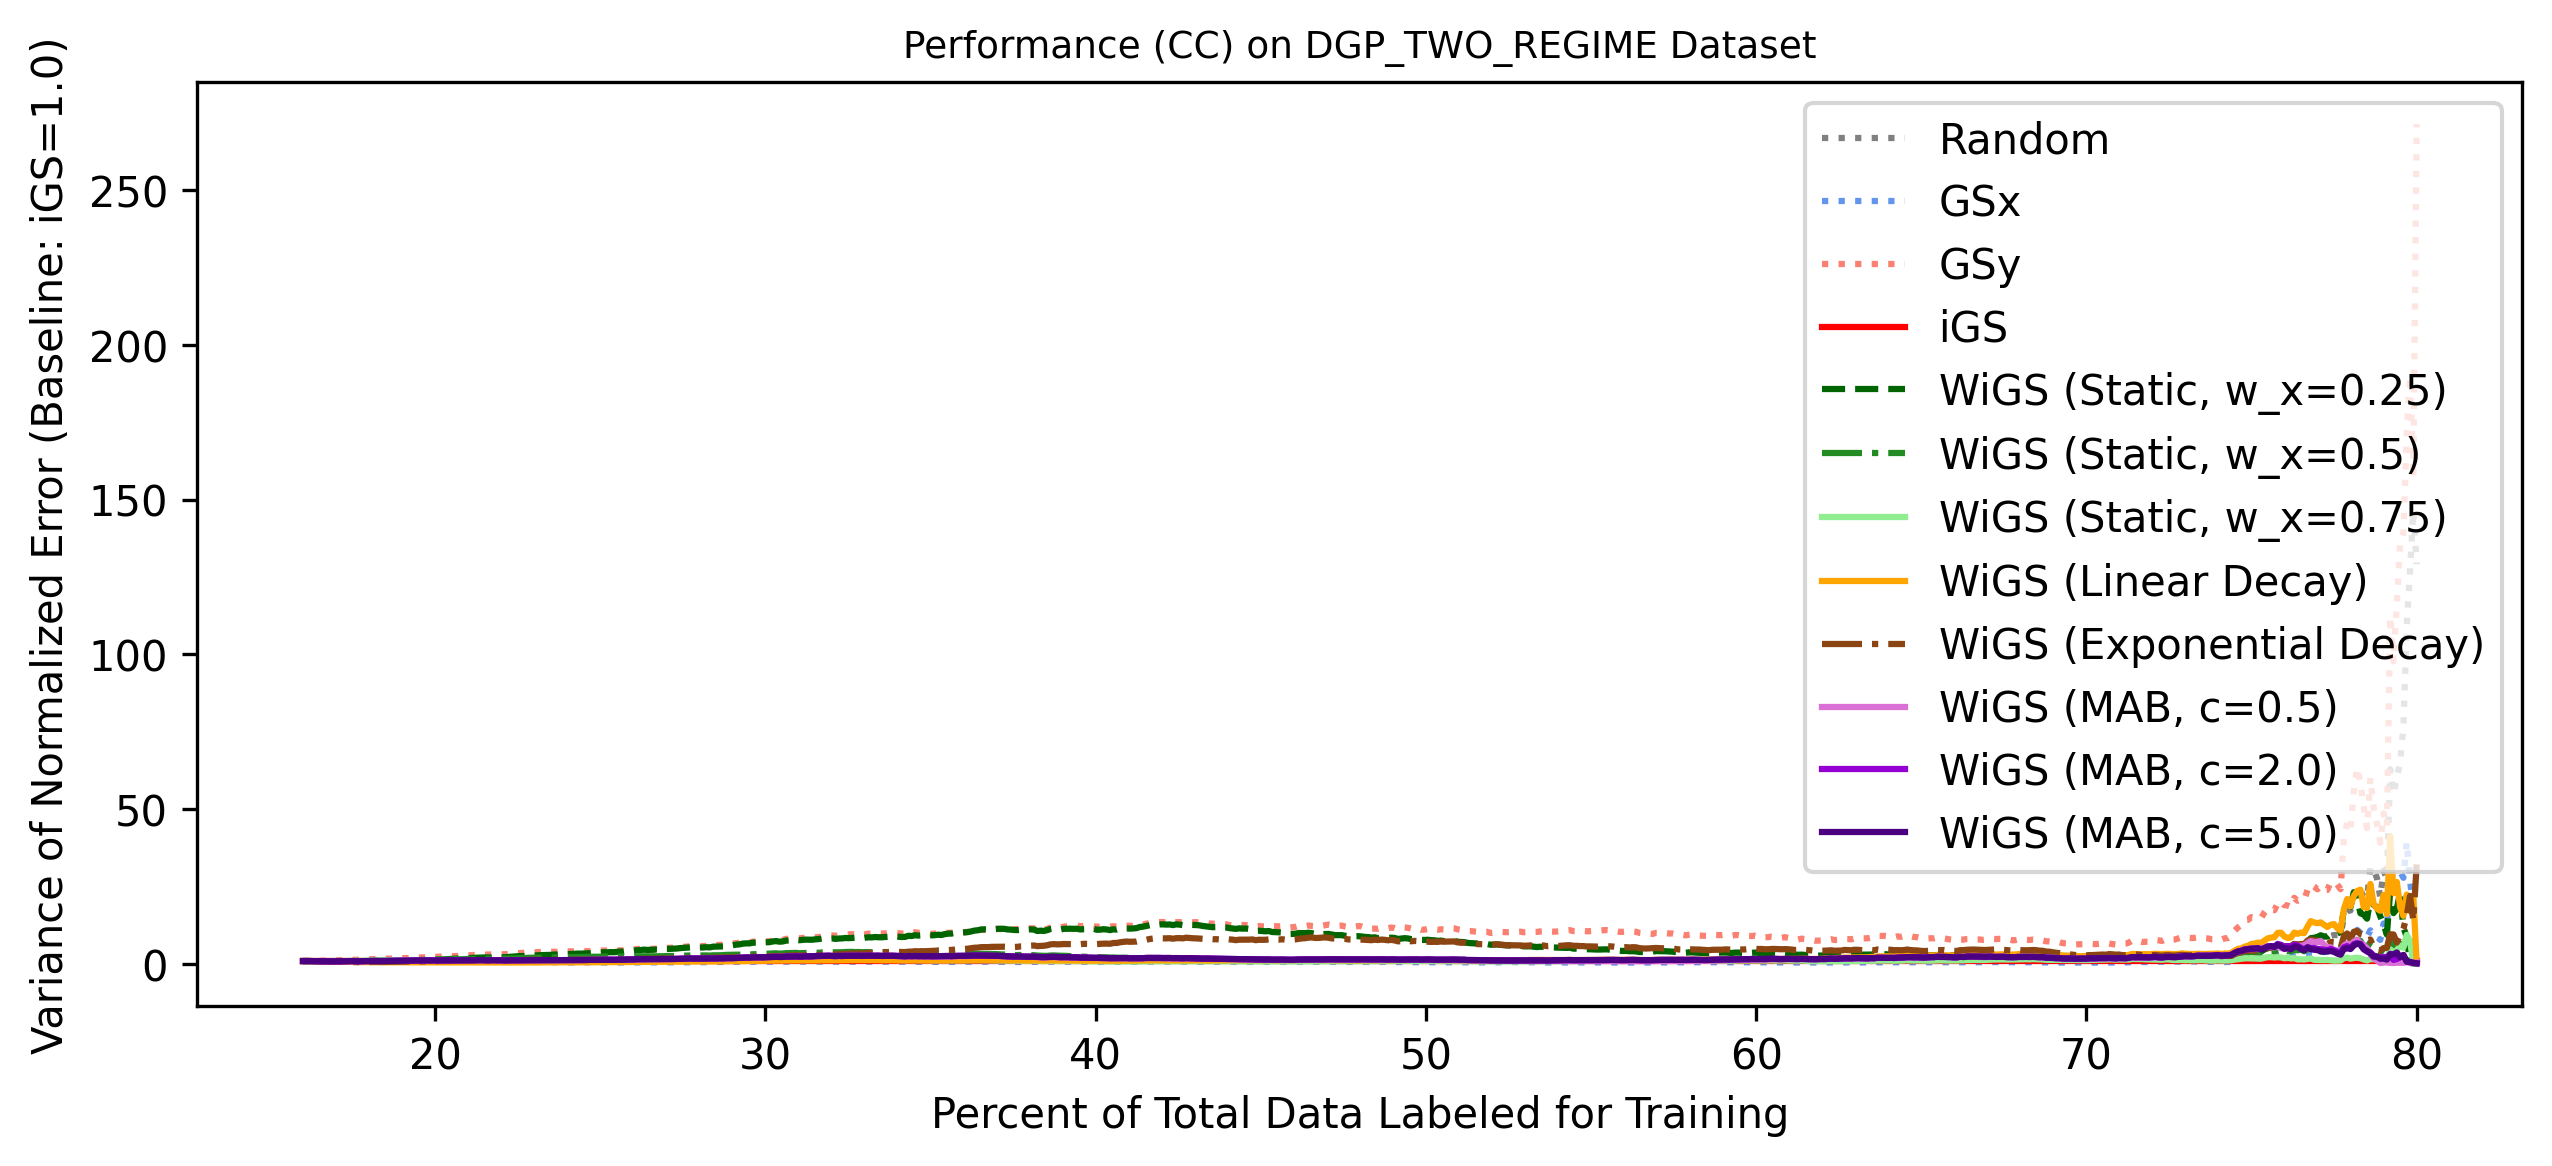 Performance (CC) on DGP_TWO_REGIME Dataset
Variance of Normalized Error (Baseline: iGS=1.0)
250
200
150
100
50
0
20
30
40
50
60
70
80
Percent of Total Data Labeled for Training
Random
GSx
GSy
iGS
WiGS (Static, w_x=0.25)
WiGS (Static, w_x=0.5)
WiGS (Static, w_x=0.75)
WiGS (Linear Decay)
WiGS (Exponential Decay)
WiGS (MAB, c=0.5)
WiGS (MAB, c=2.0)
WiGS (MAB, c=5.0)